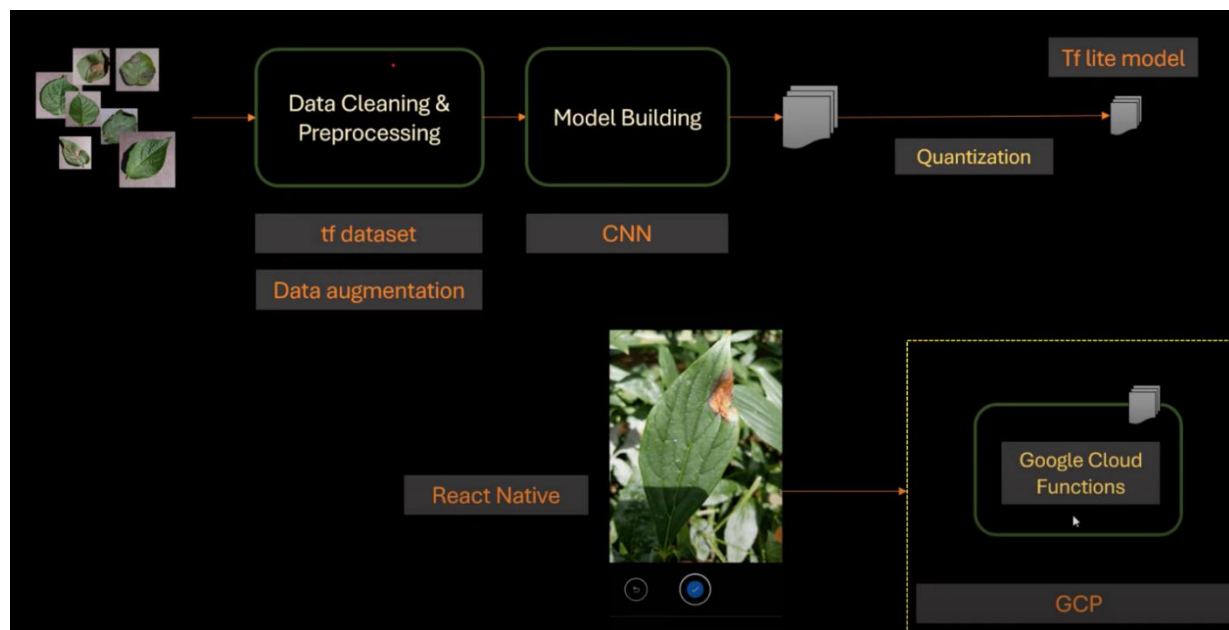 Tf lite model
Data Cleaning &
Preprocessing
Model Building
Quantization
tf dataset
CNN
Data augmentation
React Native
Google Cloud
Functions
GCP